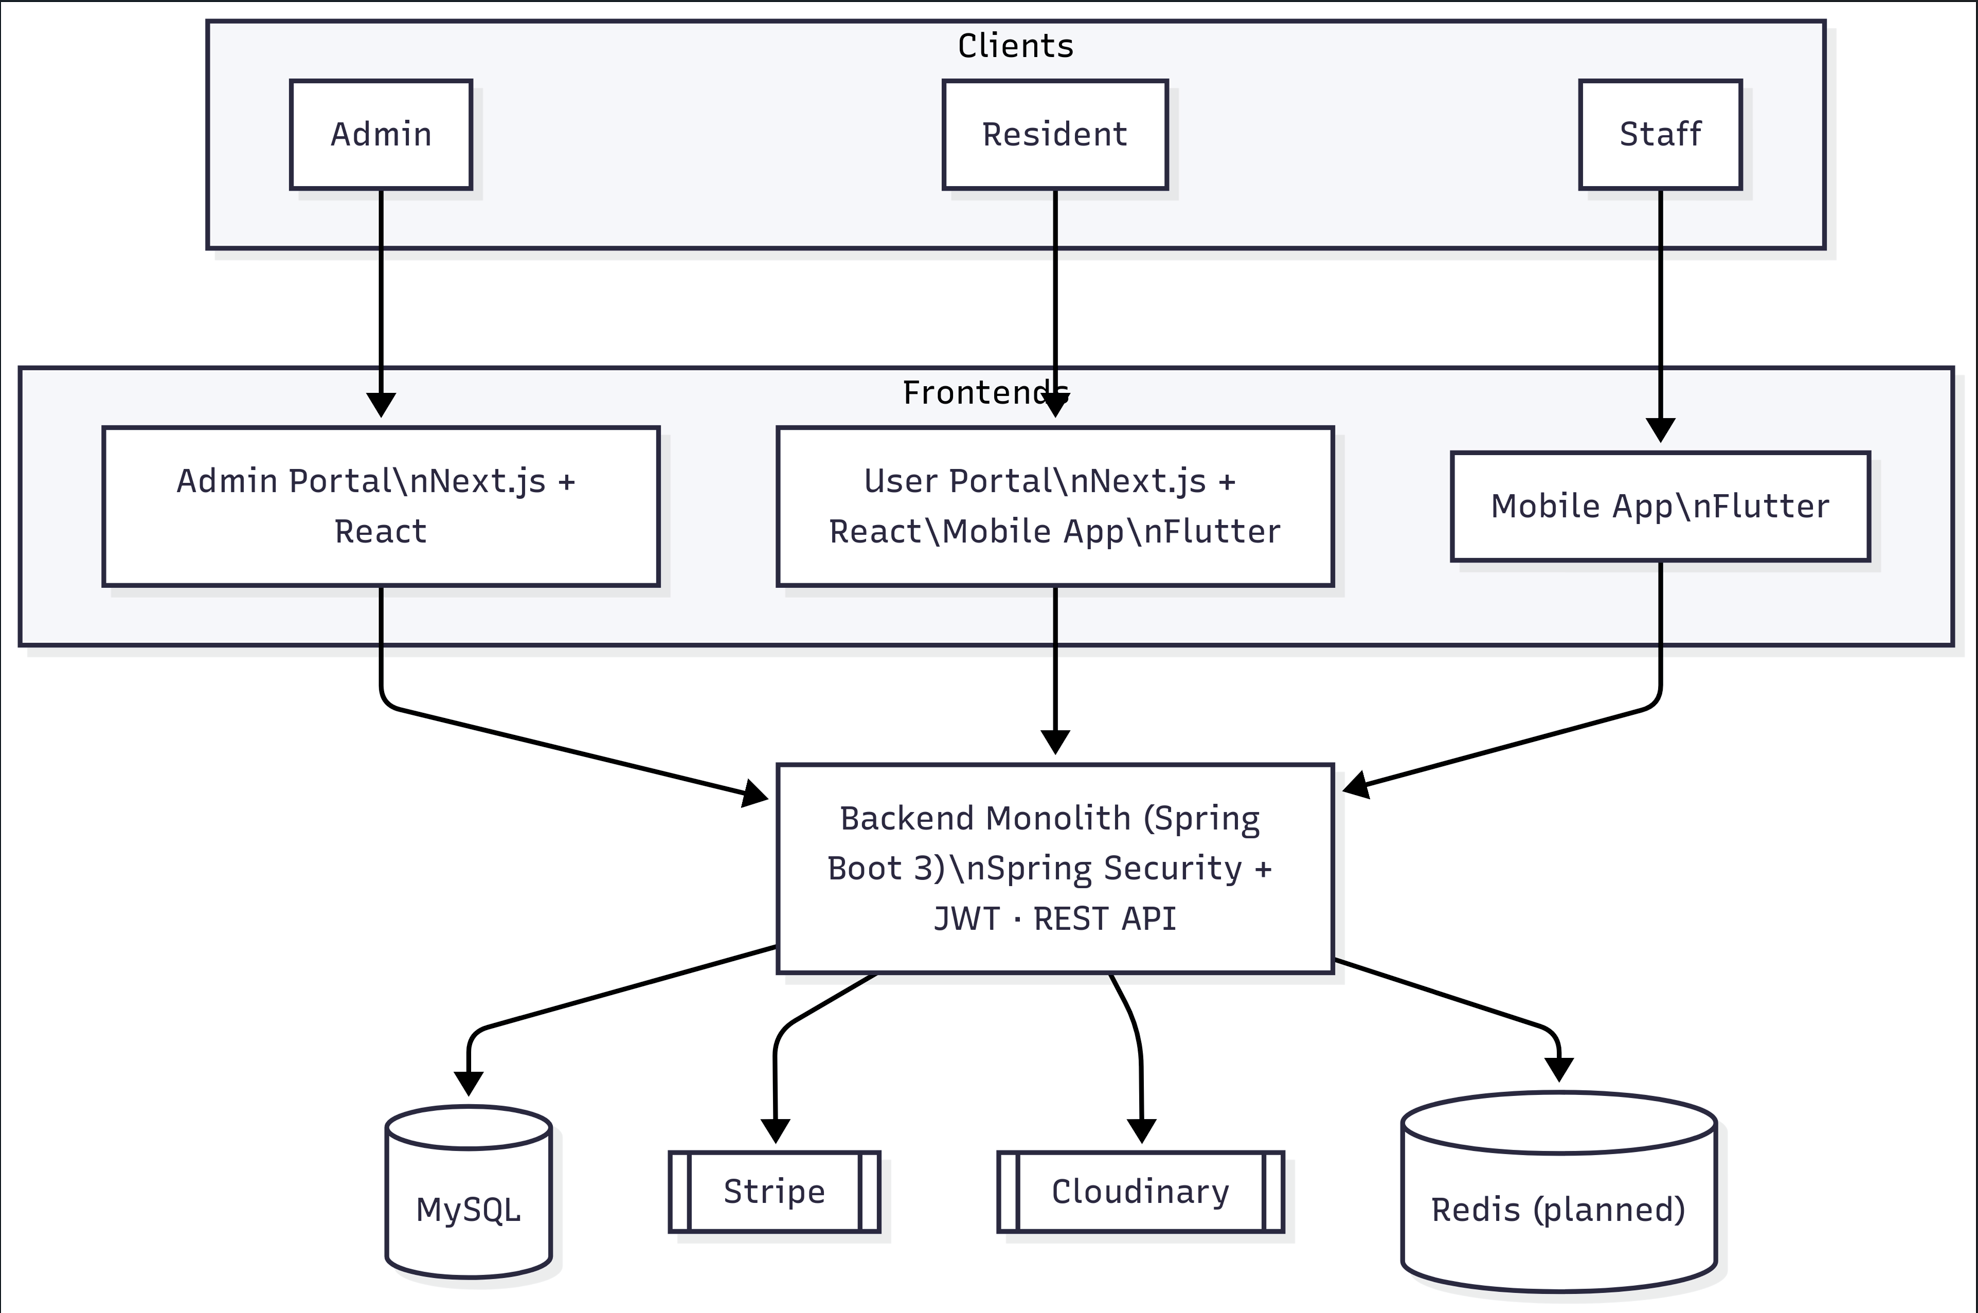 Clients
Admin
Resident
Staff
Frontends
Admin Portal\nNext.js +
React
User Portal\nNext.js +
React\Mobile App\nFlutter
Mobile App\nFlutter
Backend Monolith (Spring
Boot 3)\nSpring Security +
JWT · REST API
MySQL
Stripe
Cloudinary
Redis (planned)